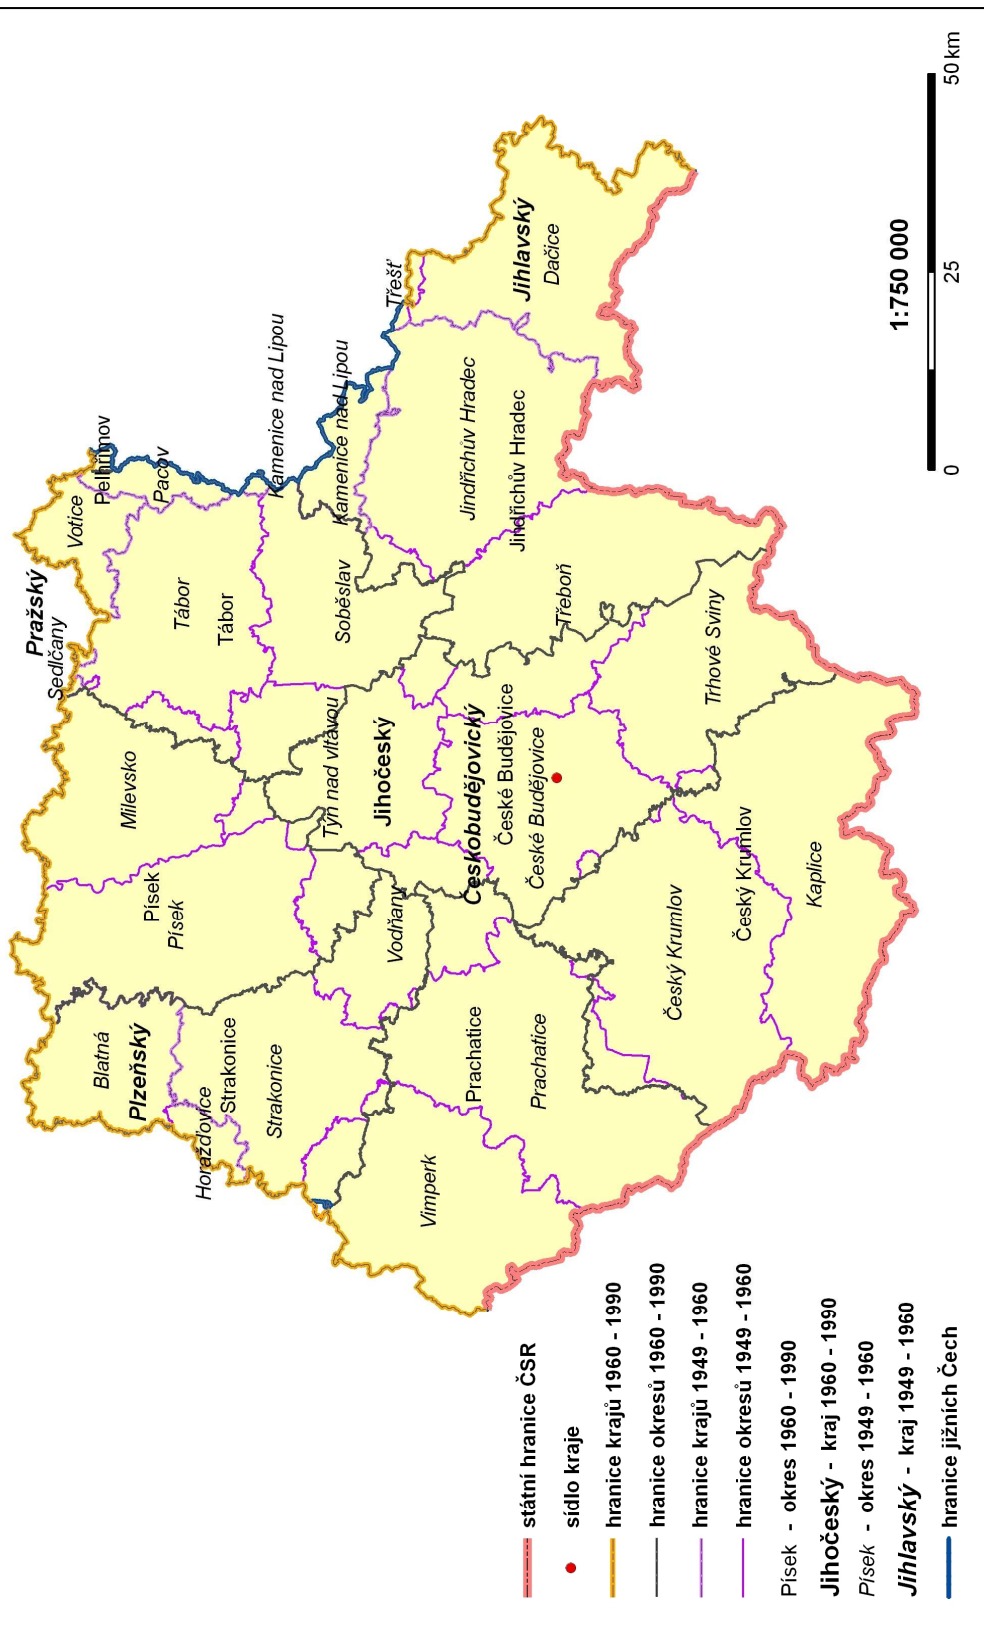 Pražský
Sedlčany
Votice
Pelhřimov
Blatná
Milevsko
Plzeňský
Písek
Pacov
Písek
Tábor
Horažďovice
Strakonice
Tábor
Strakonice
Kamenice nad Lipou
Týn nad vltavou
Soběslav
Kamenice nad Lipou
Jihočeský
Vodňany
Třešť
Vimperk
Prachatice
Českobudějovický
Jindřichův Hradec
České Budějovice
Jindřichův Hradec
Jihlavský
Prachatice
České Budějovice
Dačice
Třeboň
Český Krumlov
Trhové Sviny
Český Krumlov
Kaplice
státní hranice ČSR
sídlo kraje
hranice krajů 1960 - 1990
hranice okresů 1960 - 1990
hranice krajů 1949 - 1960
hranice okresů 1949 - 1960
Písek - okres 1960 - 1990
Jihočeský - kraj 1960 - 1990
Písek - okres 1949 - 1960
Jihlavský - kraj 1949 - 1960
hranice jižních Čech
1:750 000
0 25 50 km